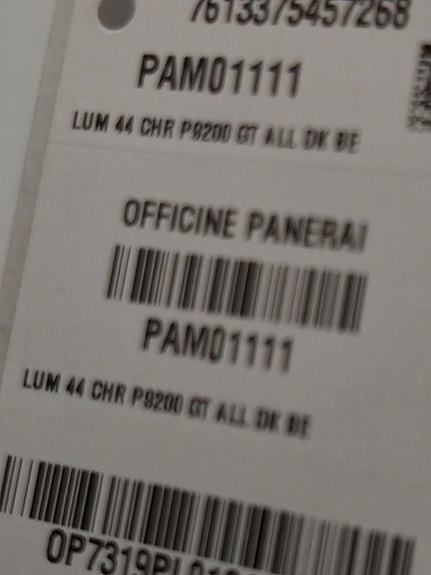 7613375457268
PAM01111
LUM 44 CHR P9200 GT ALL DK BE
OFFICINE PANERAI
PAM01111
LUM 44 CHR P9200 GT ALL DK BE